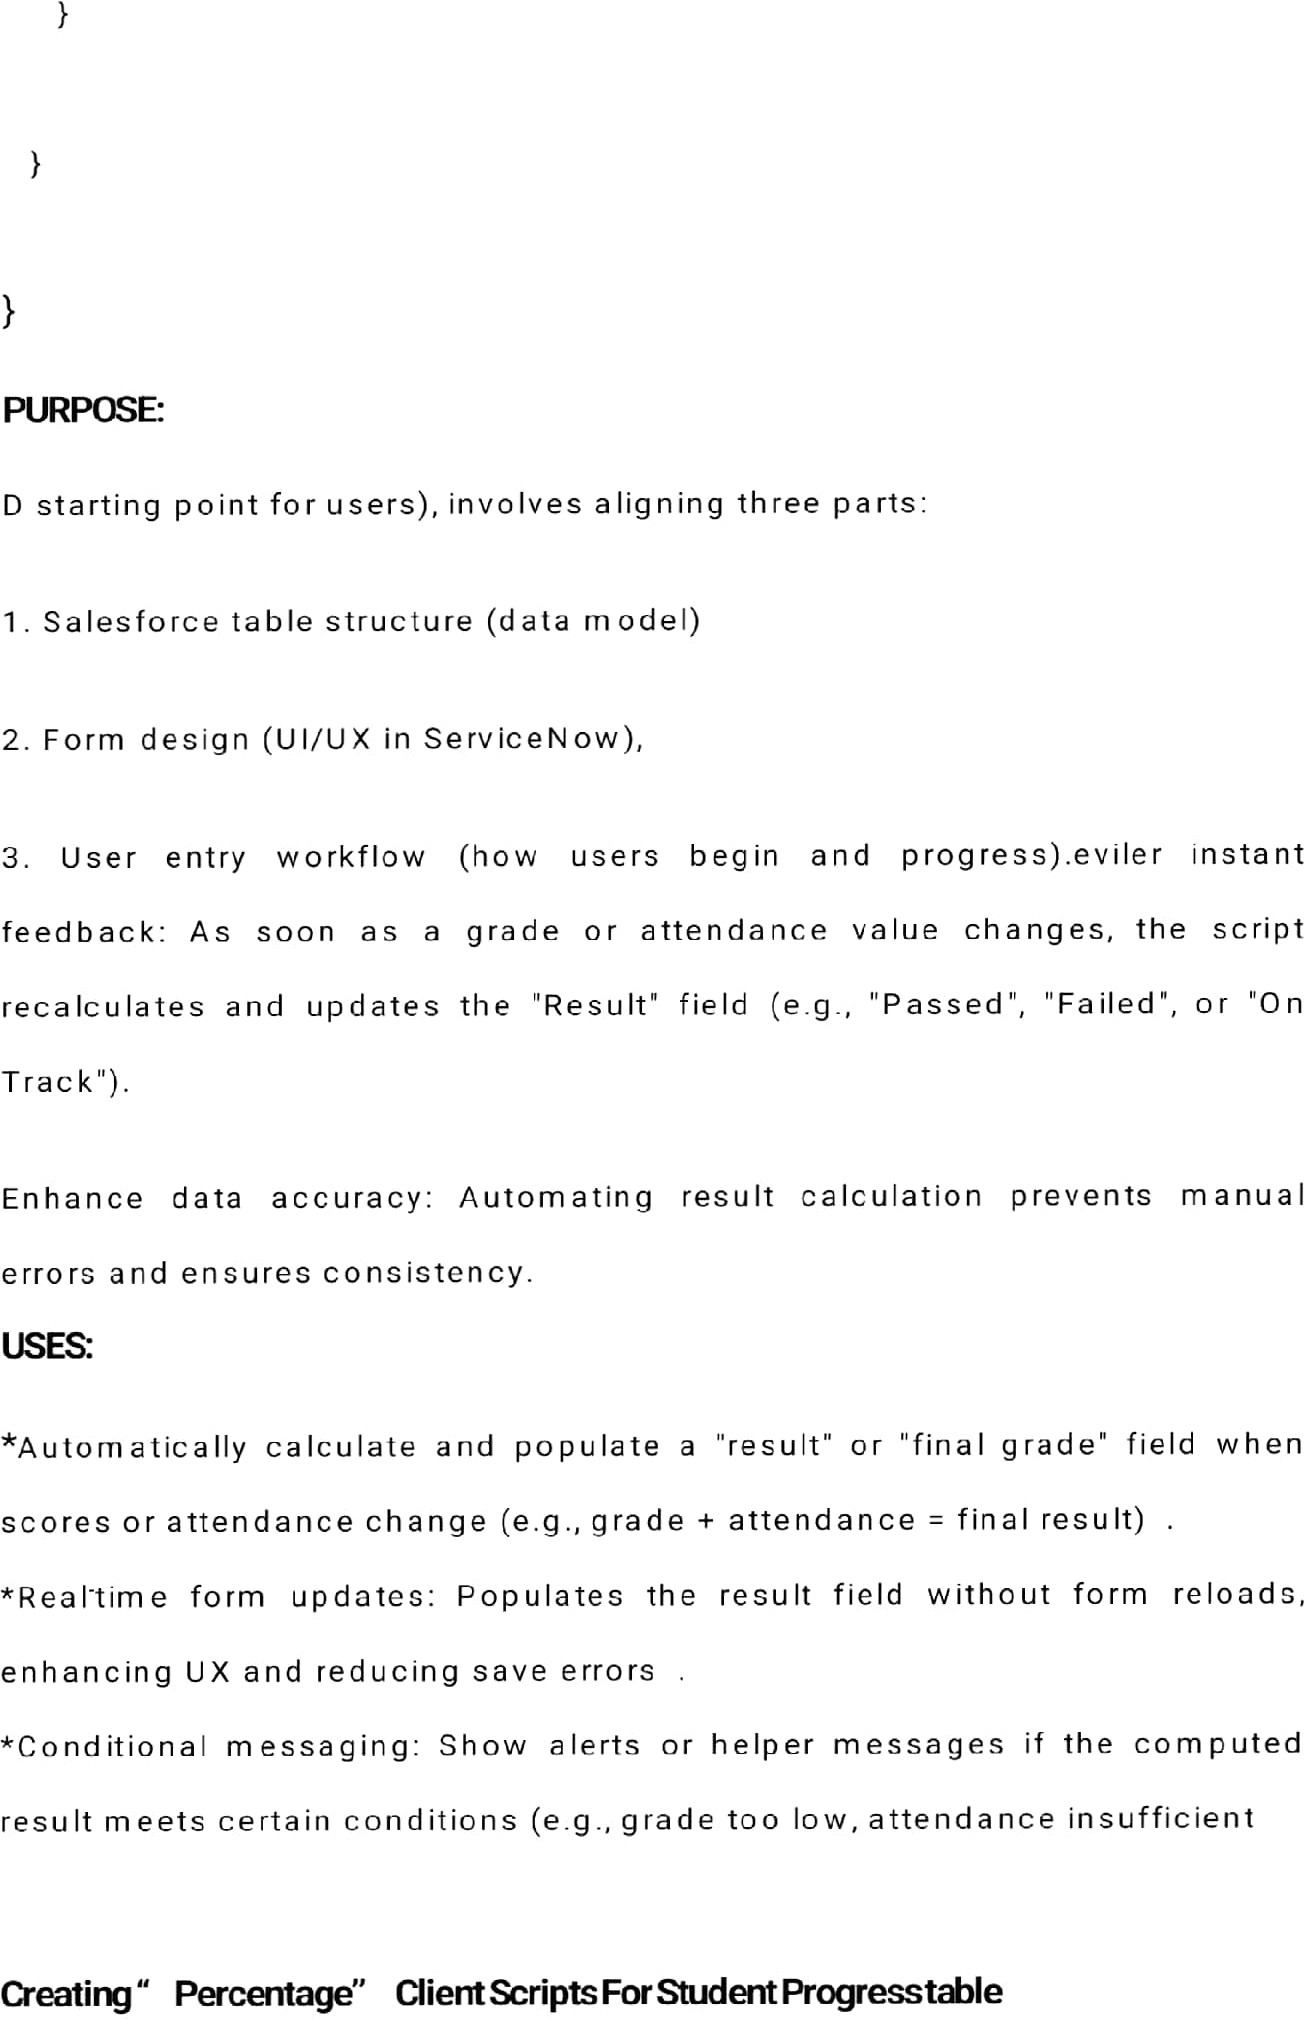 }
}
}
PURPOSE:
D starting point for users), involves aligning three parts:
1. Salesforce table structure (data model)
2. Form design (UI/UX in ServiceNow),
3. User entry workflow (how users begin and progress).eviler instant
feedback: As soon as a grade or attendance value changes, the script
recalculates and updates the "Result" field (e.g., "Passed", "Failed", or "On
Track").
Enhance data accuracy: Automating result calculation prevents manual
errors and ensures consistency.
USES:
*Automatically calculate and populate a "result" or "final grade" field when
scores or attendance change (e.g., grade + attendance = final result) .
*Real-time form updates: Populates the result field without form reloads,
enhancing UX and reducing save errors .
*Conditional messaging: Show alerts or helper messages if the computed
result meets certain conditions (e.g., grade too low, attendance insufficient
Creating “ Percentage” Client Scripts For Student Progress table